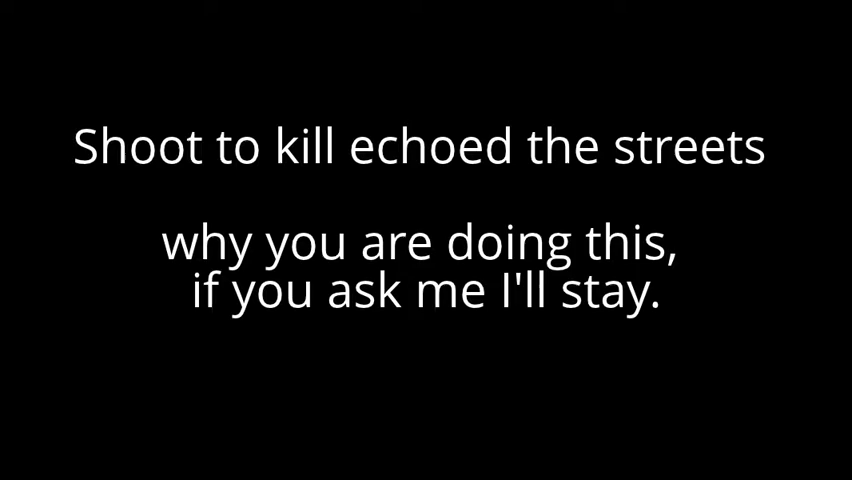 Shoot to kill echoed the streets
why you are doing this,
if you ask me I'll stay.